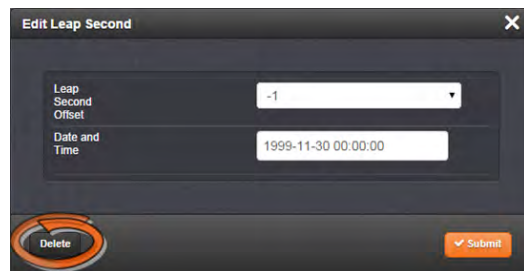 Edit Leap Second
Leap
Second
Offset
-1
Date and
Time
1999-11-30 00:00:00
Delete
Submit